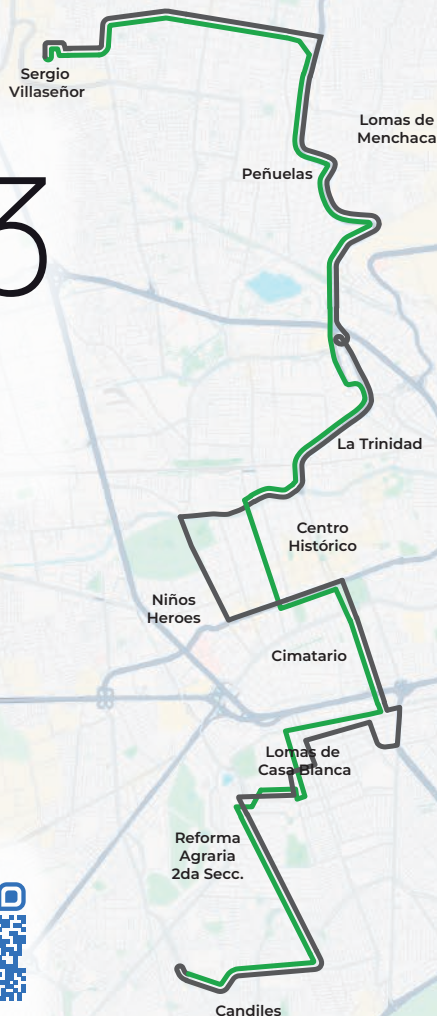 Sergio
Villaseñor
Lomas de
Menchaca
Peñuelas
3
La Trinidad
Centro
Histórico
Niños
Heroes
Cimatario
Lomas de
Casa Blanca
Reforma
Agraria
2da Secc.
Candiles